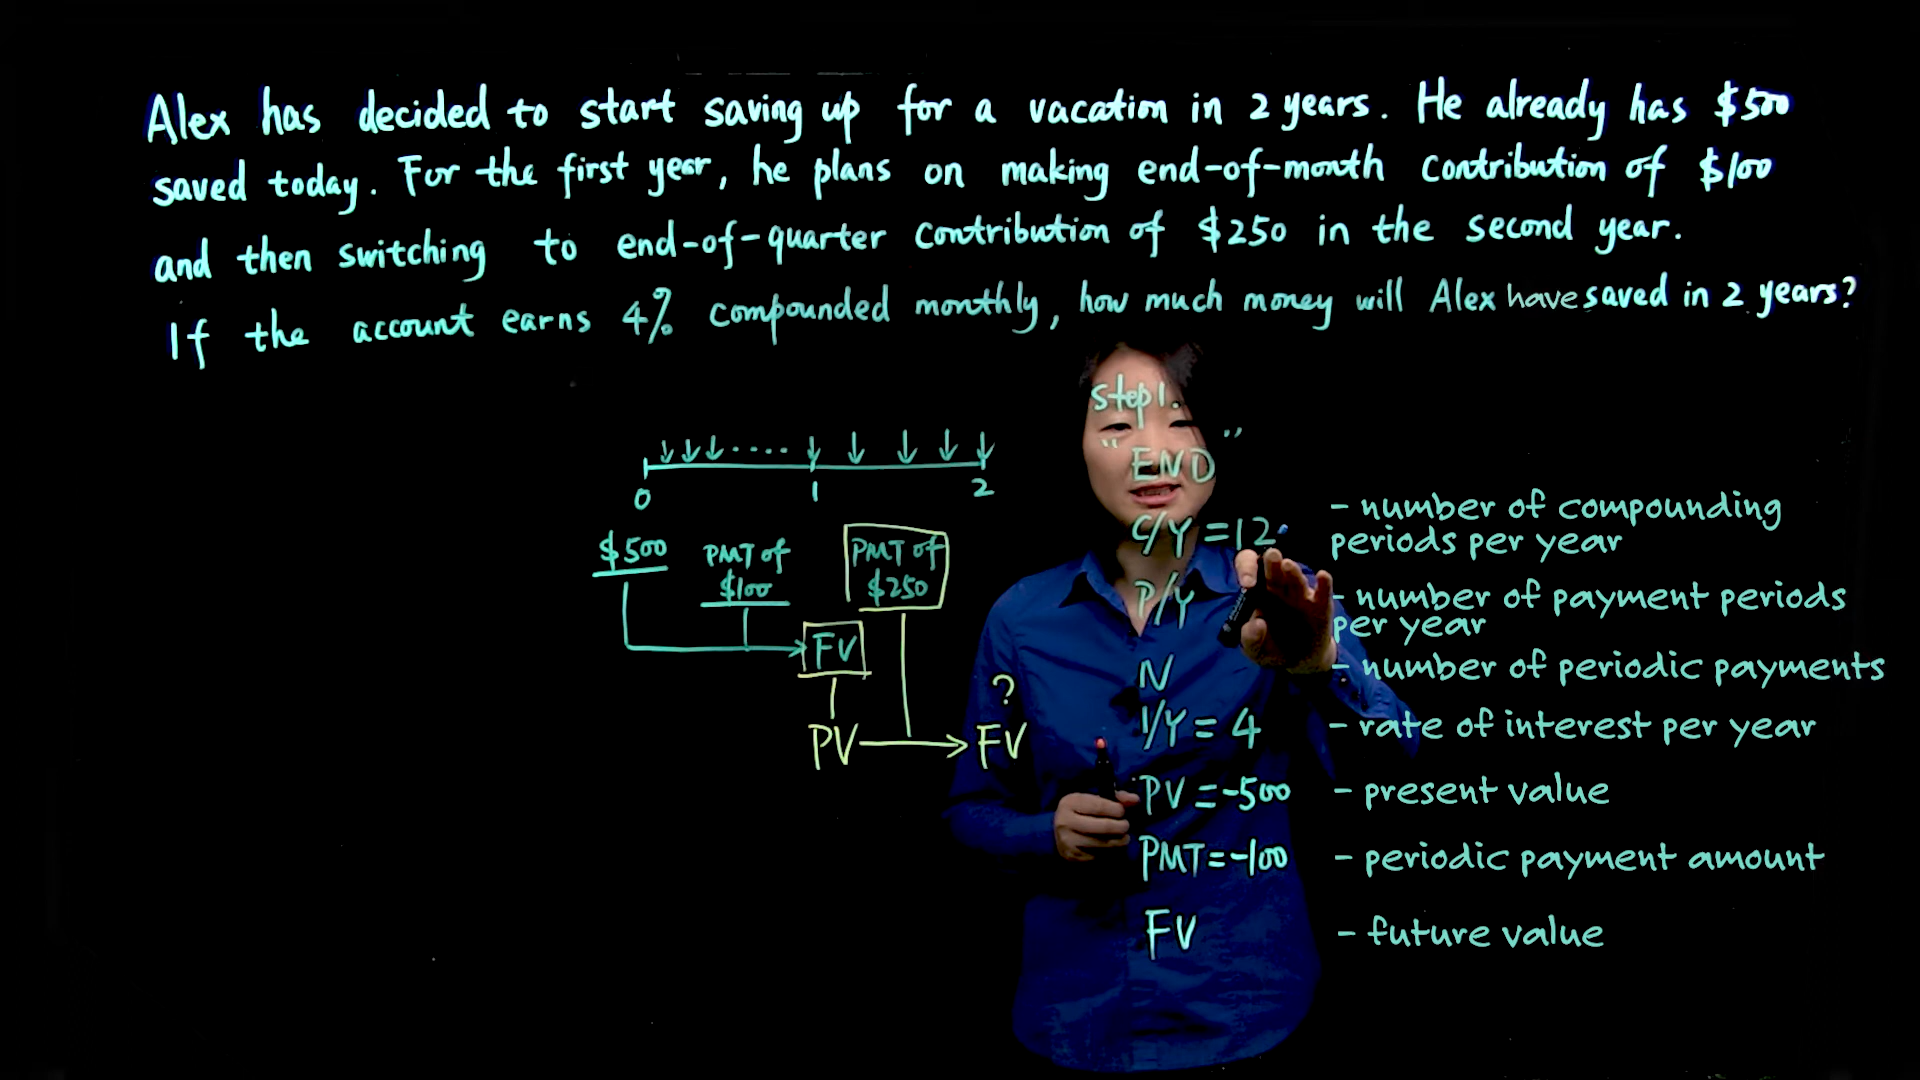 Alex has decided to start saving up for a vacation in 2 years. He already has $500
saved today. For the first year, he plans on making end-of-month contribution of $100
and then switching to end-of-quarter contribution of $250 in the second year.
If the account earns 4% compounded monthly, how much money will Alex have saved in 2 years?
Step1.
"END"
0 1 2
$500
PMT of
$100
PMT of
$250
FV
PV
?
FV
C/Y = 12
- number of compounding
periods per year
P/Y
- number of payment periods
per year
N
- number of periodic payments
I/Y = 4
- rate of interest per year
PV = -500
- present value
PMT = -100
- periodic payment amount
FV
- future value